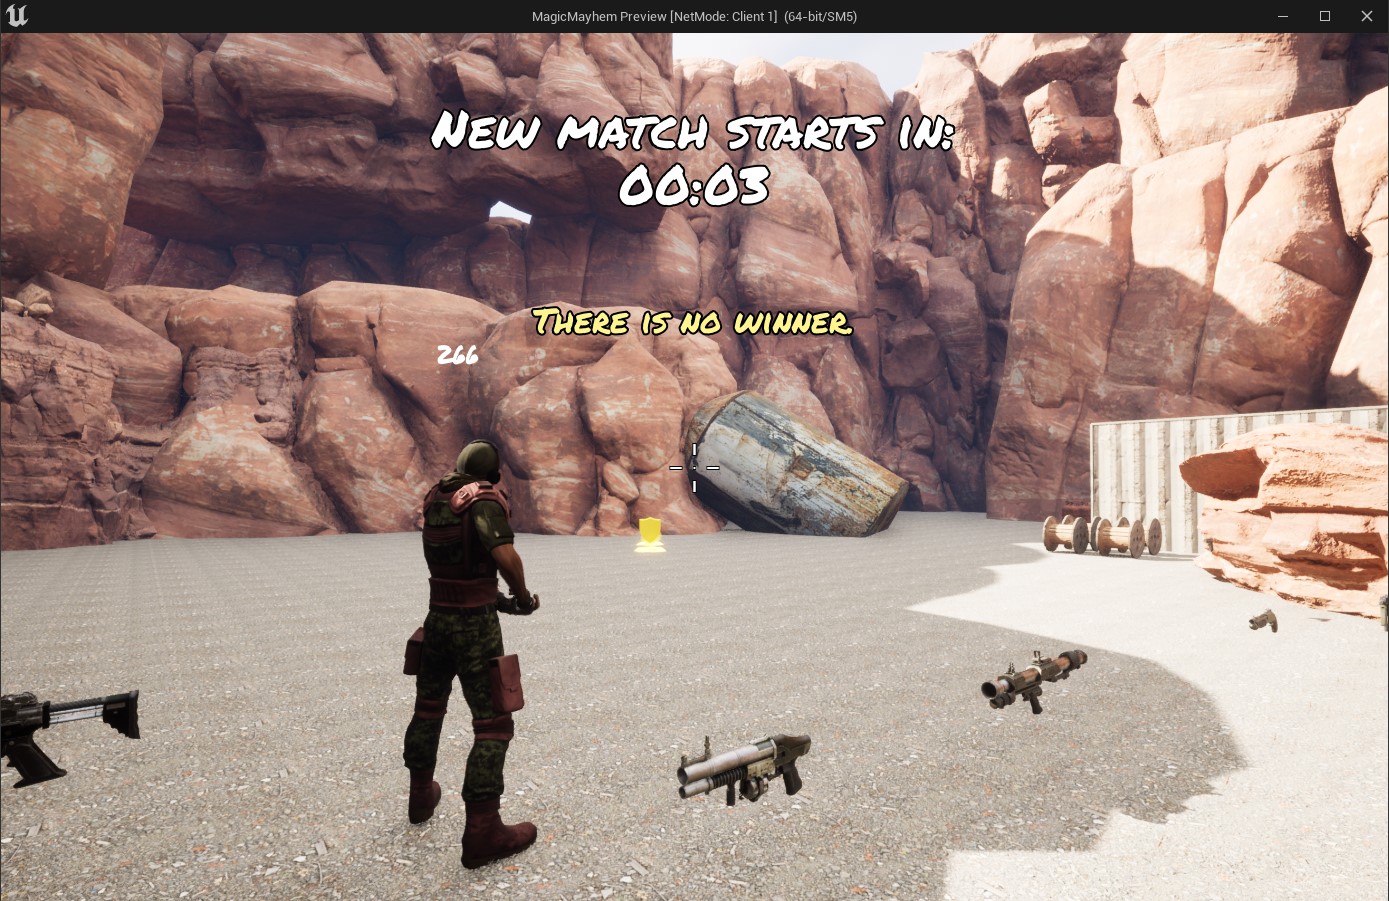 MagicMayhem Preview [NetMode: Client 1]  (64-bit/SM5)
New match starts in:
00:03
There is no winner.
266